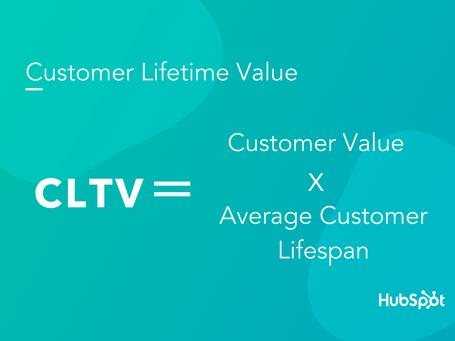 Customer Lifetime Value
CLTV =
Customer Value
X
Average Customer
Lifespan
HubSpot